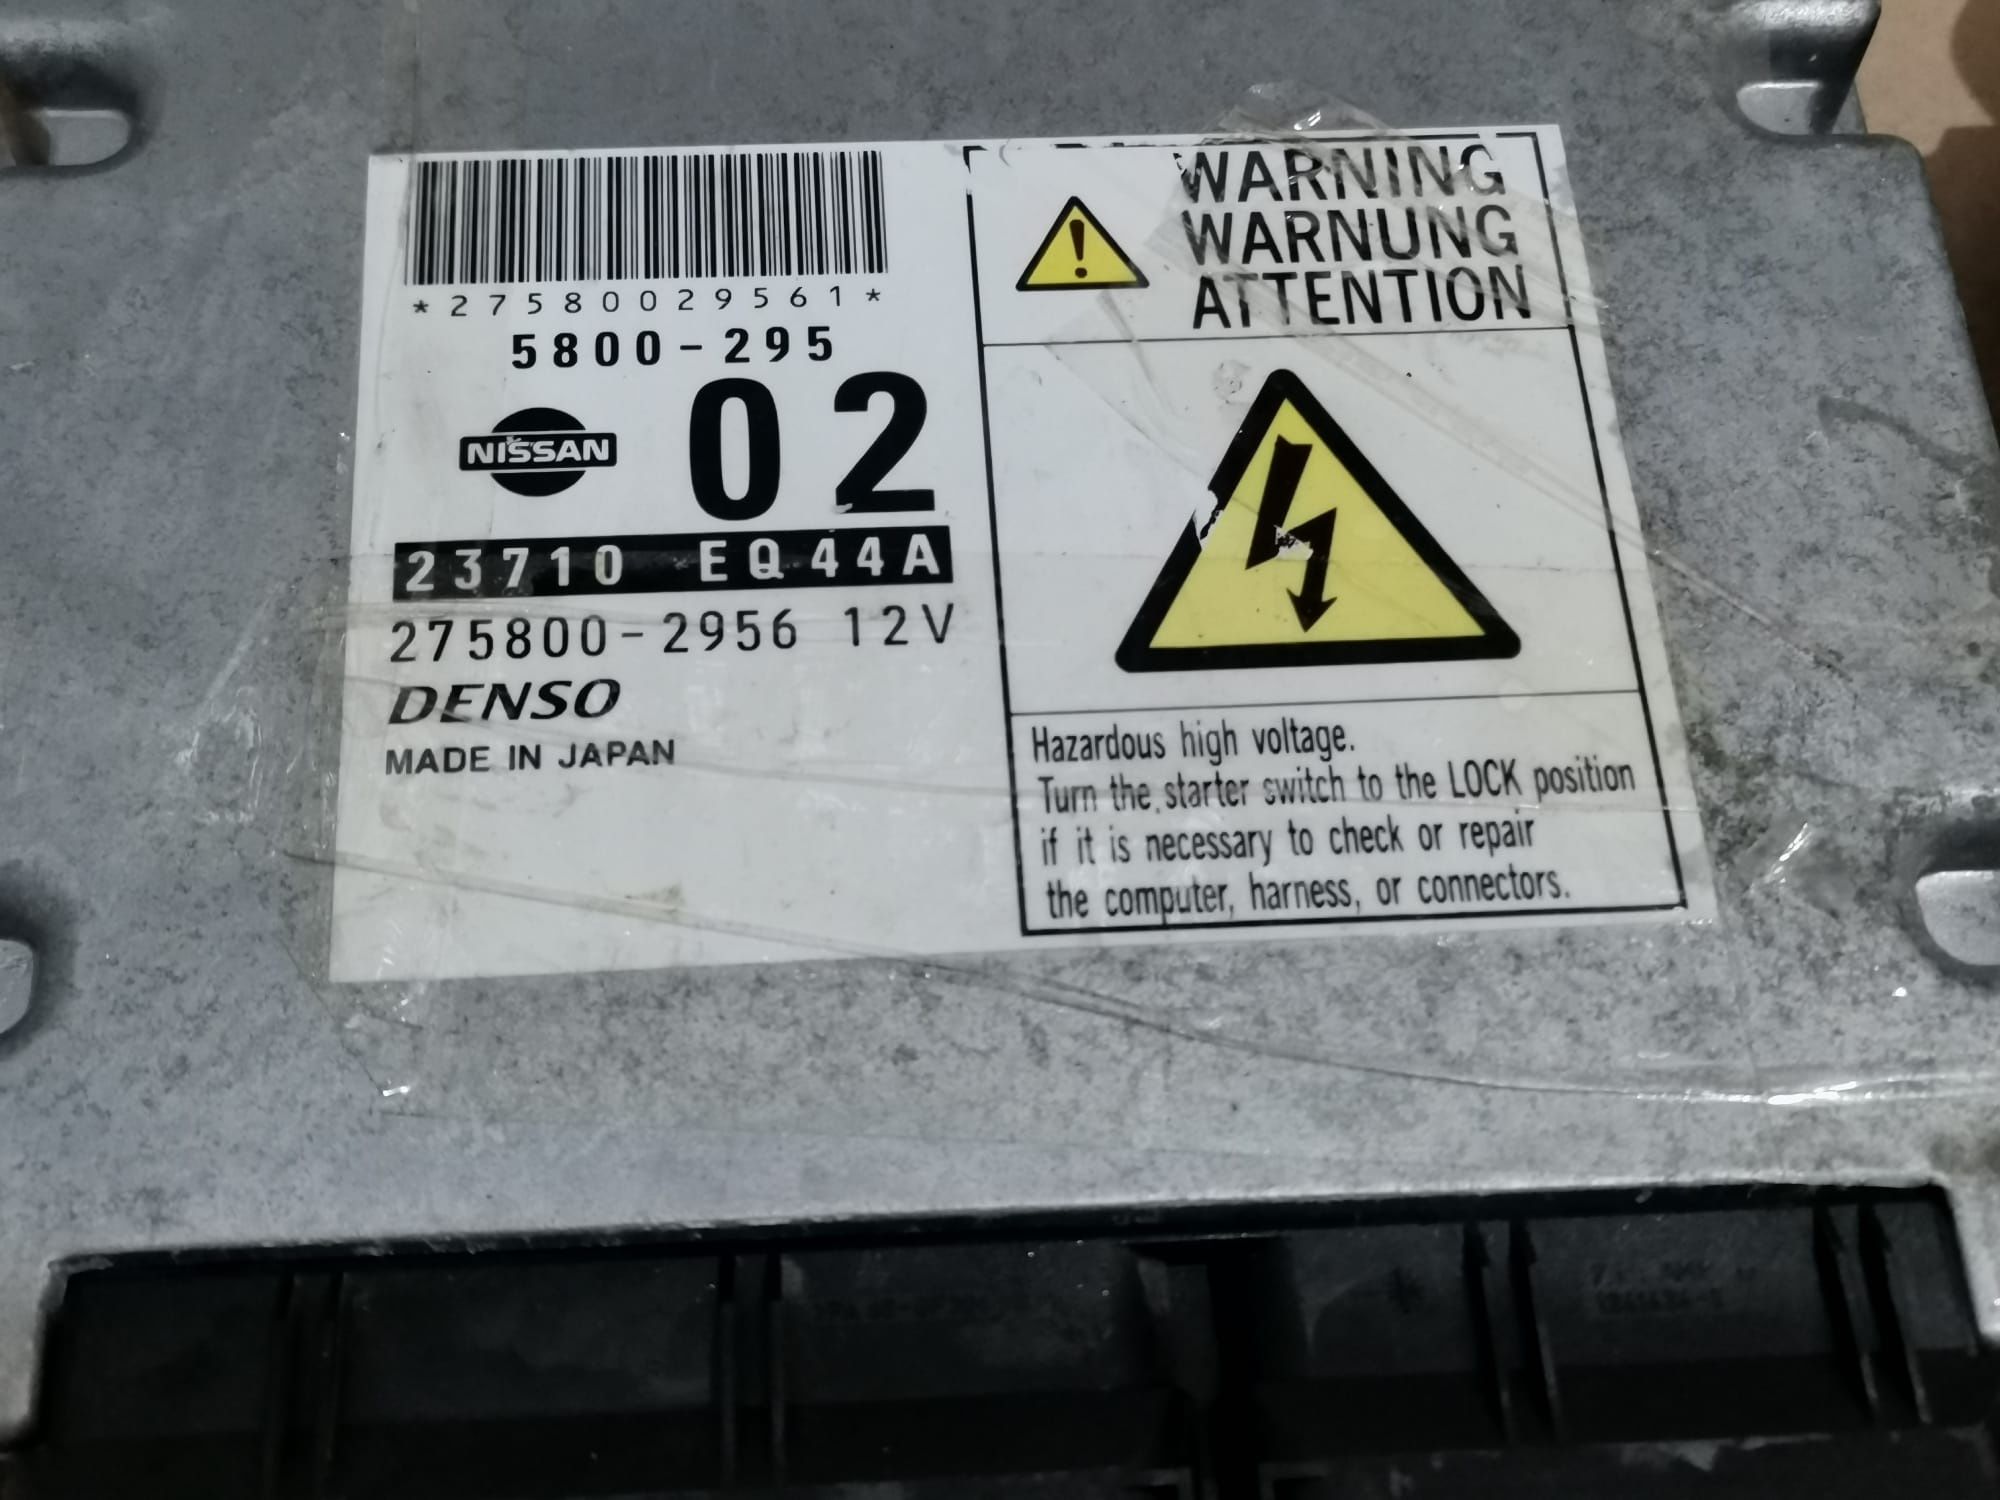 *27580029561*
5800-295
NISSAN
02
23710 EQ44A
275800-2956 12V
DENSO
MADE IN JAPAN
WARNING
WARNUNG
ATTENTION
Hazardous high voltage.
Turn the starter switch to the LOCK position
if it is necessary to check or repair
the computer, harness, or connectors.